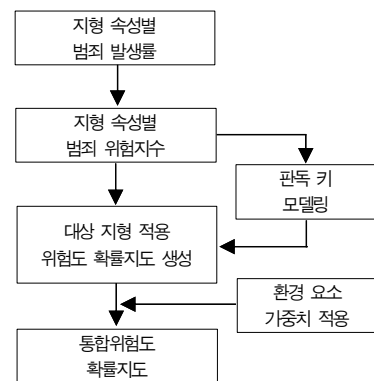 지형 속성별
범죄 발생률
지형 속성별
범죄 위험지수
판독 키
모델링
대상 지형 적용
위험도 확률지도 생성
환경 요소
가중치 적용
통합위험도
확률지도